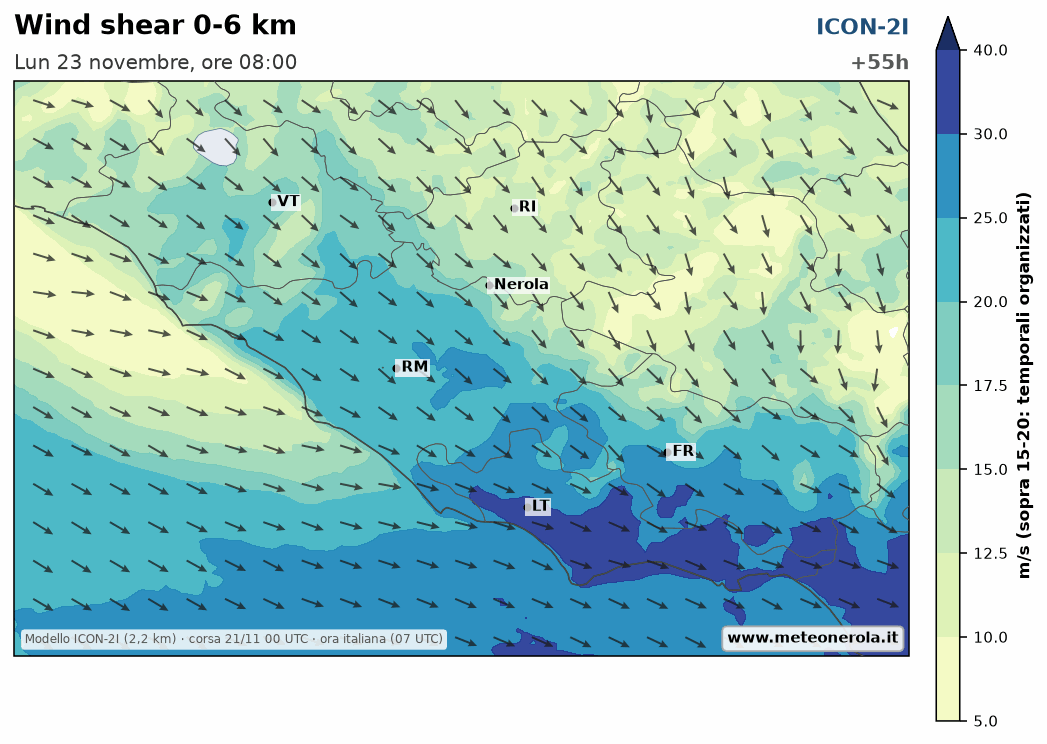 Wind shear 0-6 km
ICON-2I
Lun 23 novembre, ore 08:00
+55h
40.0
30.0
25.0
20.0
17.5
15.0
12.5
10.0
5.0
m/s (sopra 15-20: temporali organizzati)
VT
RI
Nerola
RM
FR
LT
Modello ICON-2I (2,2 km) · corsa 21/11 00 UTC · ora italiana (07 UTC)
www.meteonerola.it